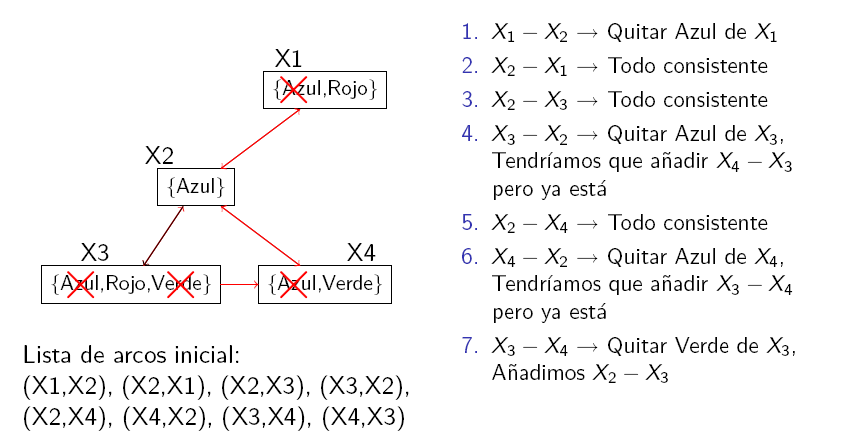 X1
{Azul,Rojo}
X2
{Azul}
X3
{Azul,Rojo,Verde}
X4
{Azul,Verde}
Lista de arcos inicial:
(X1,X2), (X2,X1), (X2,X3), (X3,X2),
(X2,X4), (X4,X2), (X3,X4), (X4,X3)
1. X₁ − X₂ → Quitar Azul de X₁
2. X₂ − X₁ → Todo consistente
3. X₂ − X₃ → Todo consistente
4. X₃ − X₂ → Quitar Azul de X₃,
Tendríamos que añadir X₄ − X₃
pero ya está
5. X₂ − X₄ → Todo consistente
6. X₄ − X₂ → Quitar Azul de X₄,
Tendríamos que añadir X₃ − X₄
pero ya está
7. X₃ − X₄ → Quitar Verde de X₃,
Añadimos X₂ − X₃